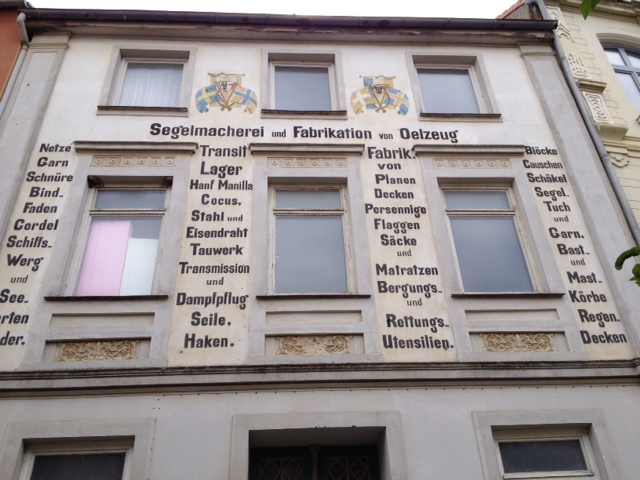 Segelmacherei und Fabrikation von Oelzeug
Netze
Garn
Schnüre
Bind-
Faden
Cordel
Schiffs-
Werg
und
See-
arten
der.
Transit
Lager
Hanf Manilla
Cocus.
Stahl und
Eisendraht
Tauwerk
Transmission
und
Dampfpflug
Seile.
Haken.
Fabrik.
von
Planen
Decken
Persennige
Flaggen
Säcke
und
Matratzen
Bergungs-
und
Rettungs-
Utensilien.
Blöcke
Causchen
Schäkel
Segel-
Tuch
und
Garn.
Bast-
und
Mast-
Körbe
Regen-
Decken